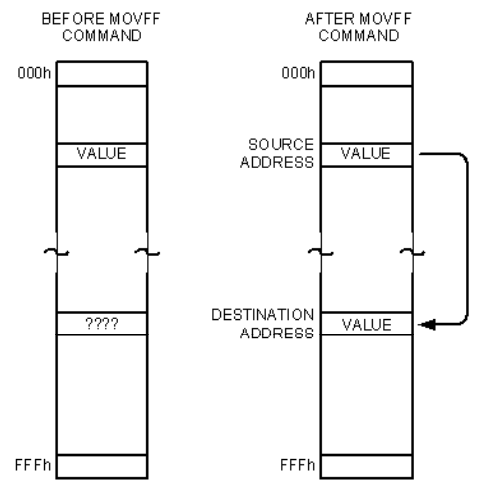 BEFORE MOVFF
COMMAND
000h
VALUE
????
FFFh
AFTER MOVFF
COMMAND
000h
SOURCE
ADDRESS
VALUE
DESTINATION
ADDRESS
VALUE
FFFh